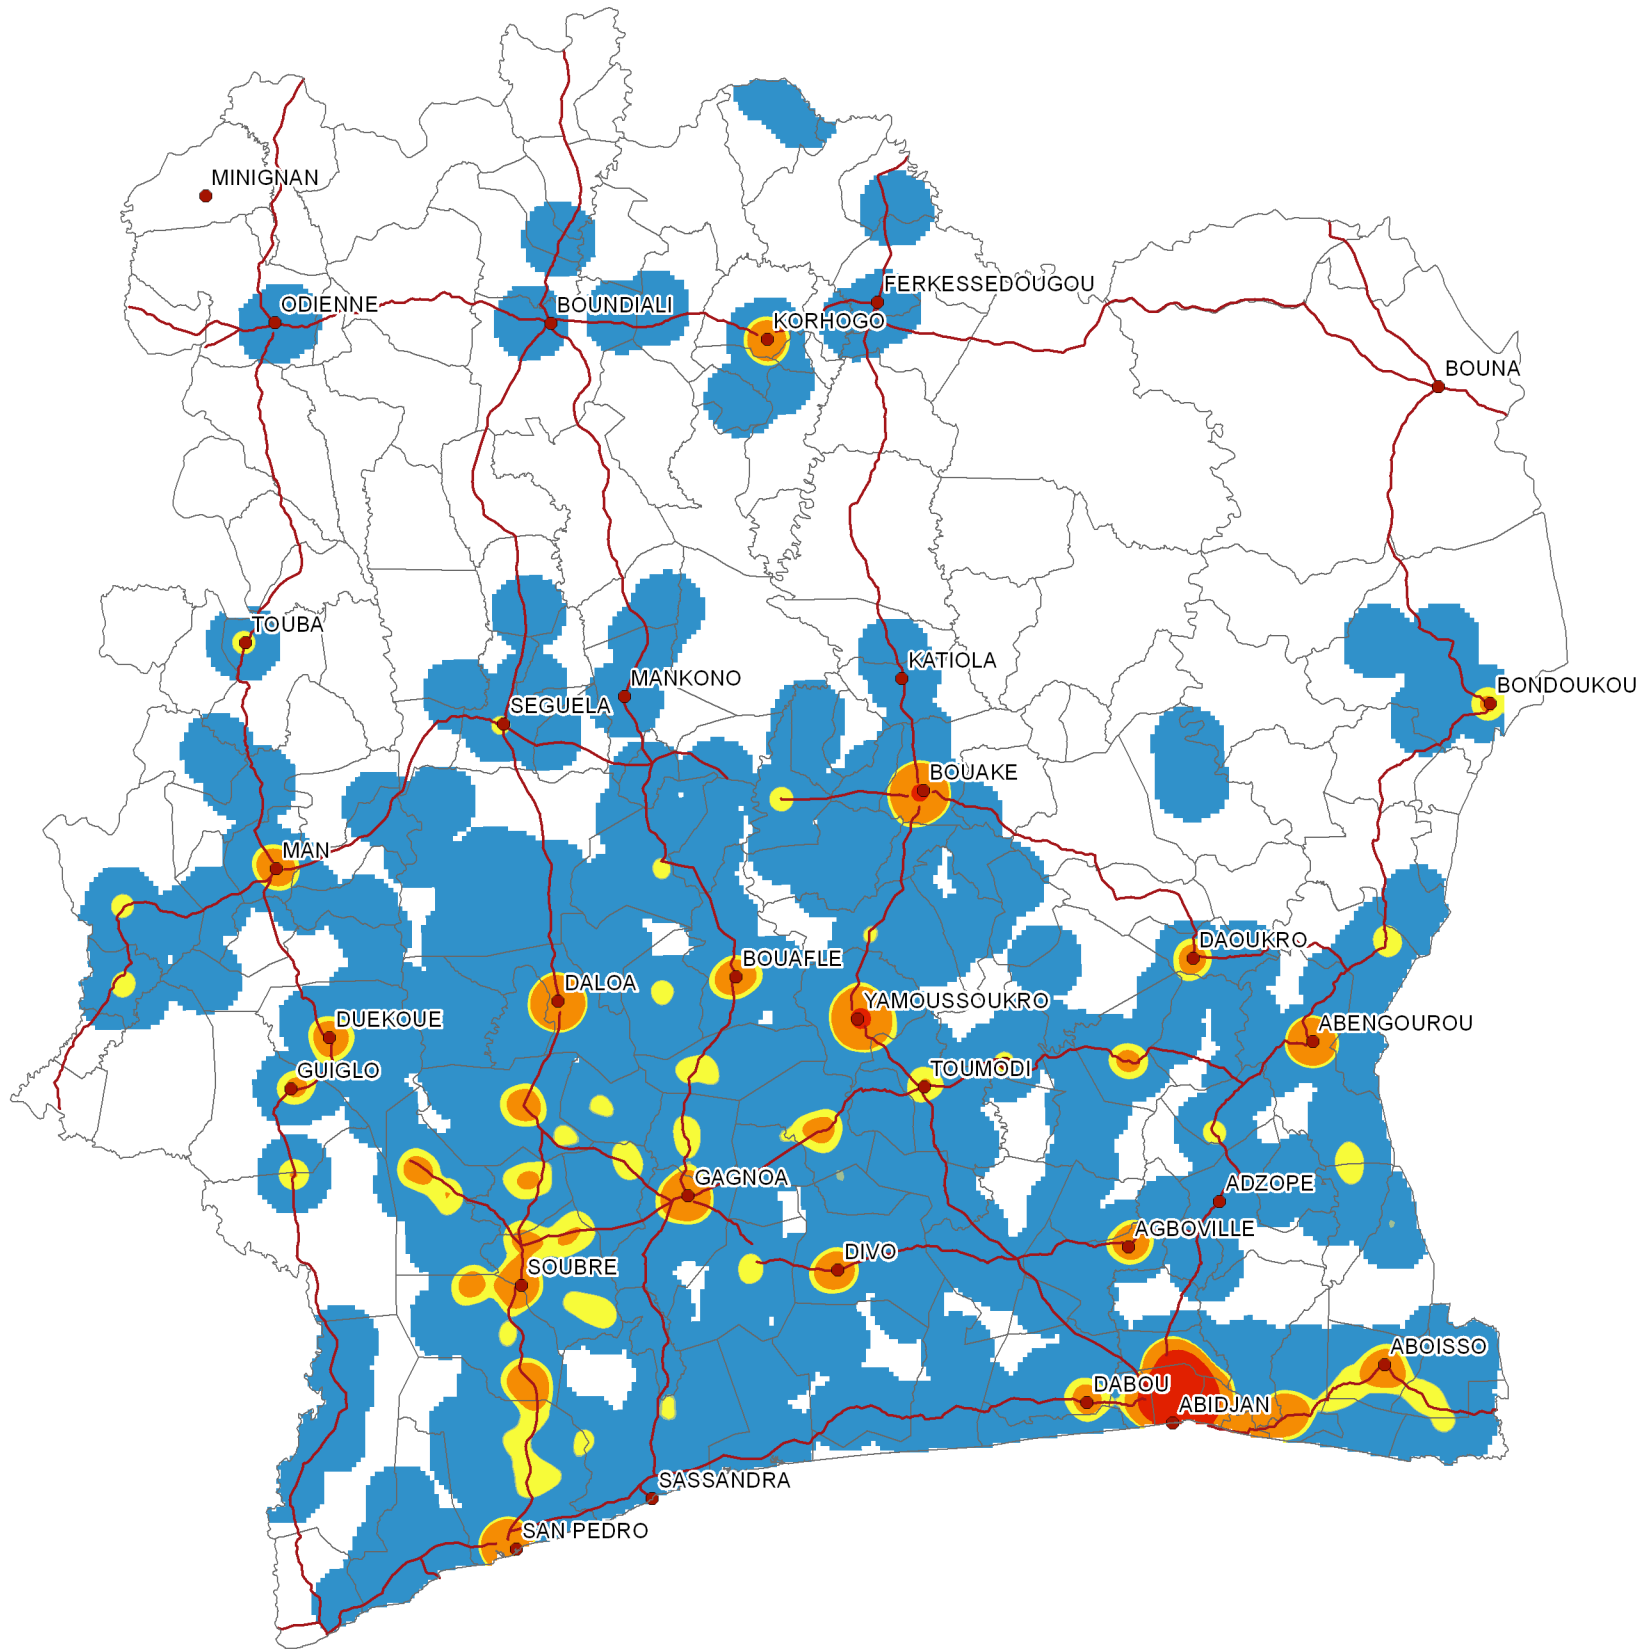 MINIGNAN
FERKESSEDOUGOU
ODIENNE
BOUNDIALI
KORHOGO
BOUNA
TOUBA
KATIOLA
MANKONO
BONDOUKOU
SEGUELA
BOUAKE
MAN
DAOUKRO
BOUAFLE
DALOA
YAMOUSSOUKRO
DUEKOUE
ABENGOUROU
TOUMODI
GUIGLO
GAGNOA
ADZOPE
AGBOVILLE
DIVO
SOUBRE
ABOISSO
DABOU
ABIDJAN
SASSANDRA
SAN PEDRO